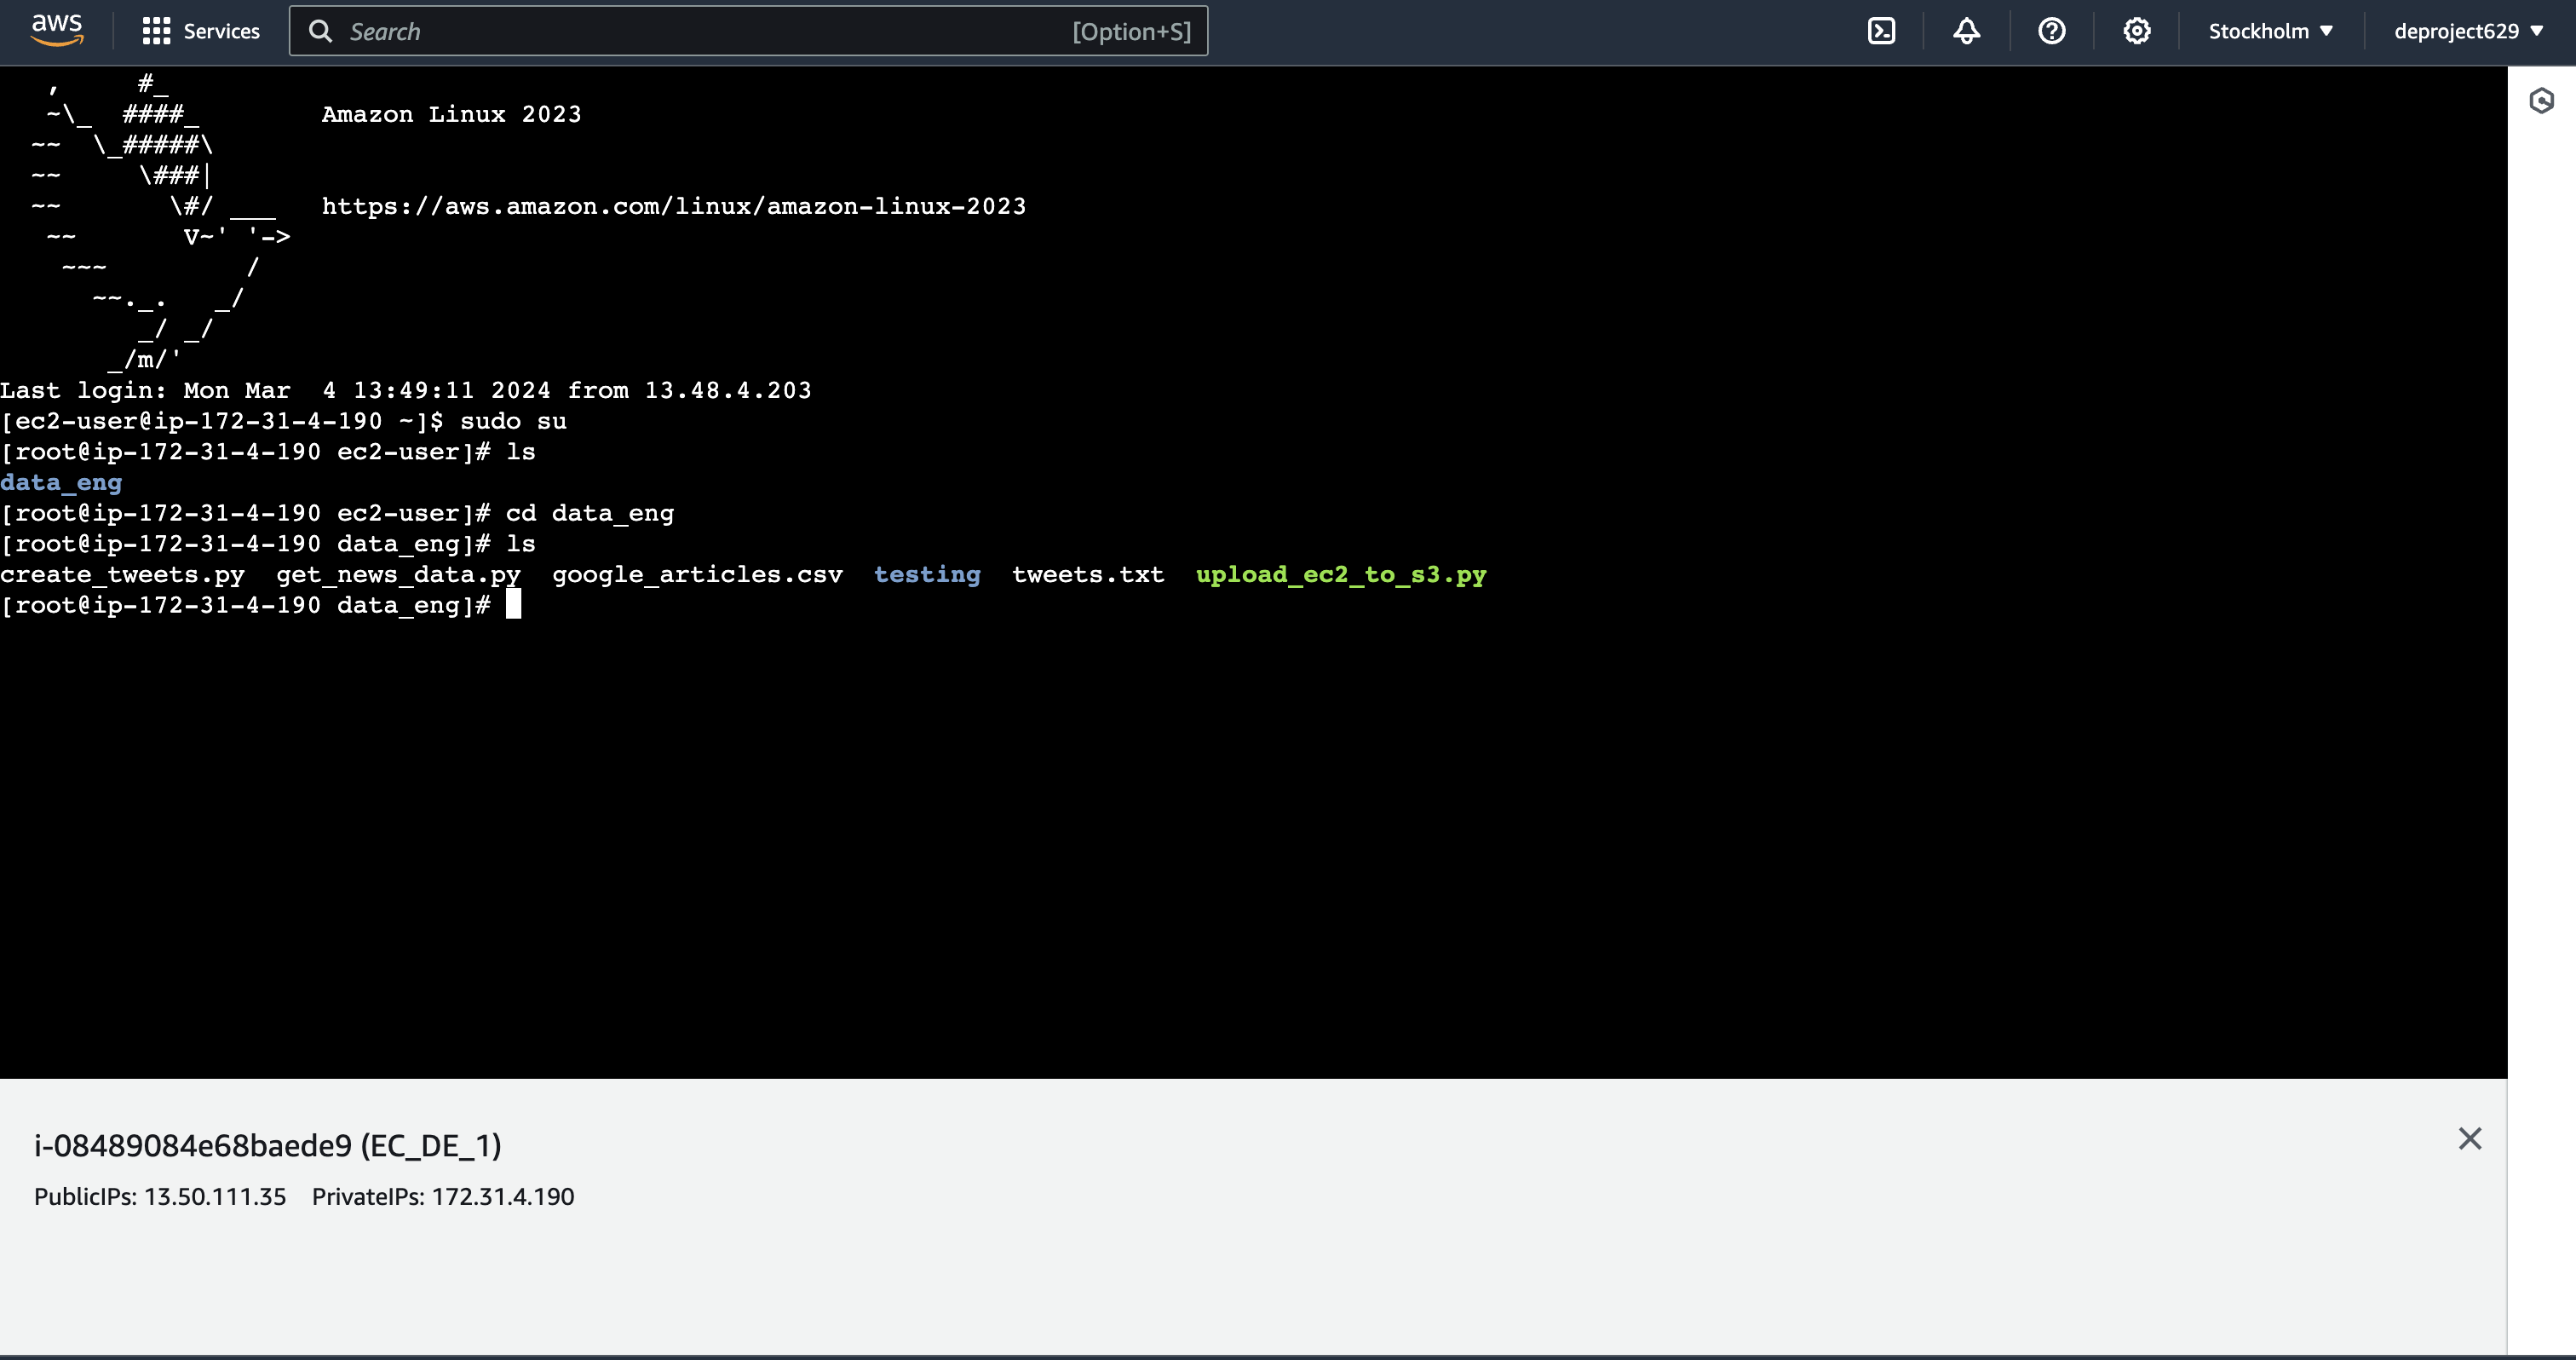 aws Services Search [Option+S] Stockholm ▼ deproject629 ▼
   ,     #_
   ~\_  ####_        Amazon Linux 2023
  ~~  \_#####\
  ~~     \###|
  ~~       \#/ ___   https://aws.amazon.com/linux/amazon-linux-2023
   ~~       V~' '->
    ~~~         /
      ~~._.   _/
         _/ _/
       _/m/'
Last login: Mon Mar  4 13:49:11 2024 from 13.48.4.203
[ec2-user@ip-172-31-4-190 ~]$ sudo su
[root@ip-172-31-4-190 ec2-user]# ls
data_eng
[root@ip-172-31-4-190 ec2-user]# cd data_eng
[root@ip-172-31-4-190 data_eng]# ls
create_tweets.py  get_news_data.py  google_articles.csv  testing  tweets.txt  upload_ec2_to_s3.py
[root@ip-172-31-4-190 data_eng]#
i-08489084e68baede9 (EC_DE_1)
PublicIPs: 13.50.111.35 PrivateIPs: 172.31.4.190